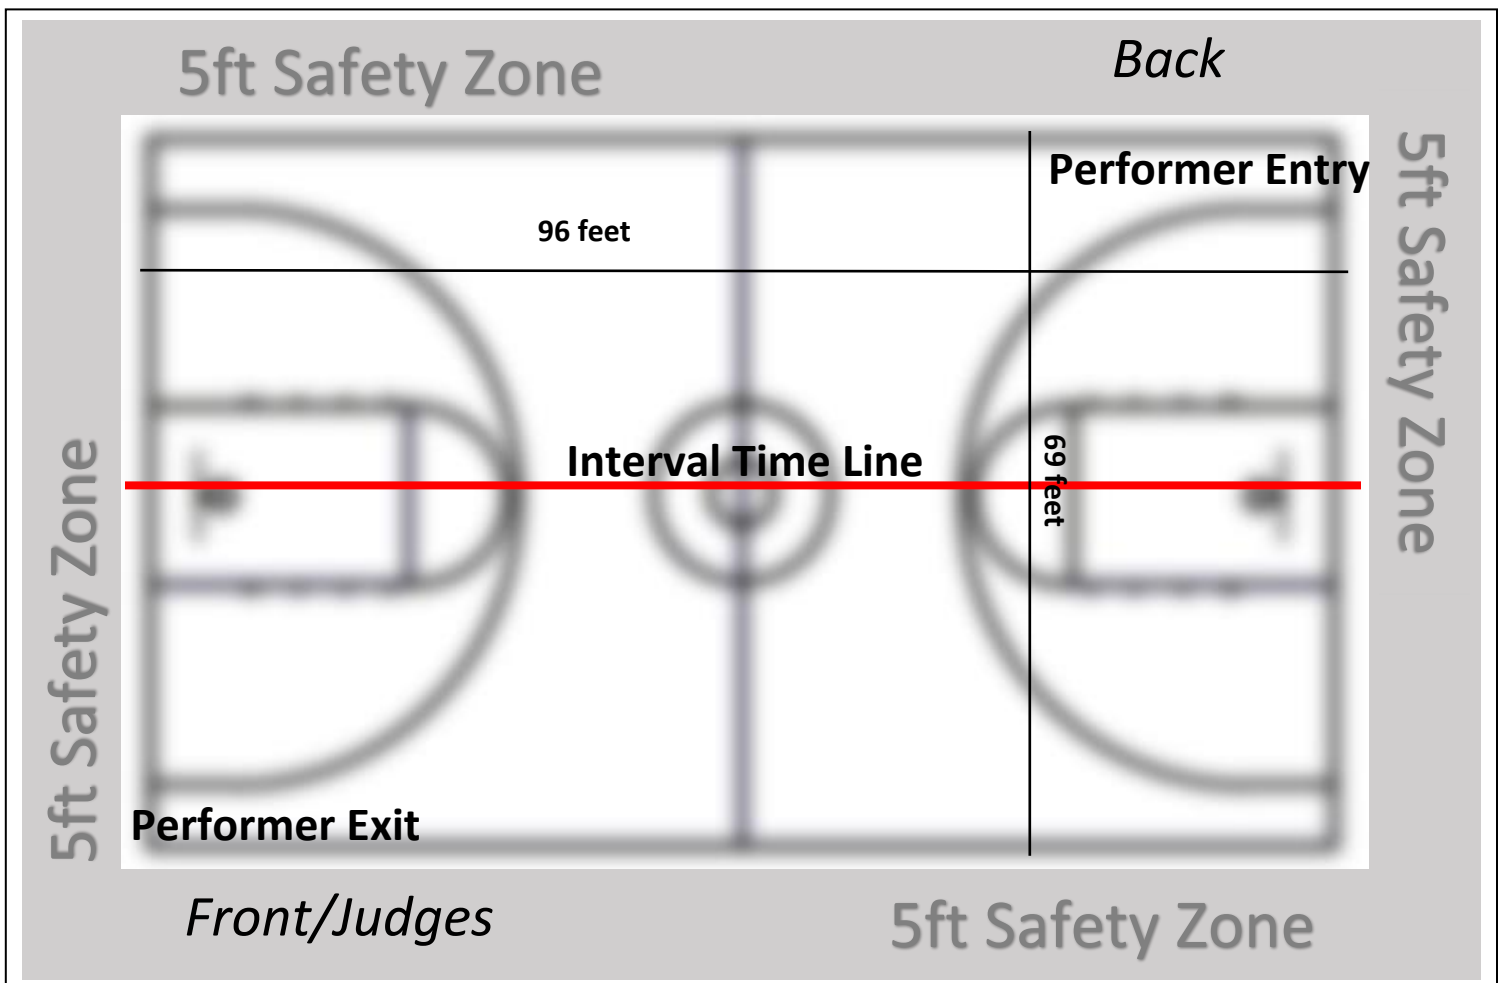 5ft Safety Zone
Back
Performer Entry
96 feet
5ft Safety Zone
Interval Time Line
69 feet
5ft Safety Zone
Performer Exit
Front/Judges
5ft Safety Zone